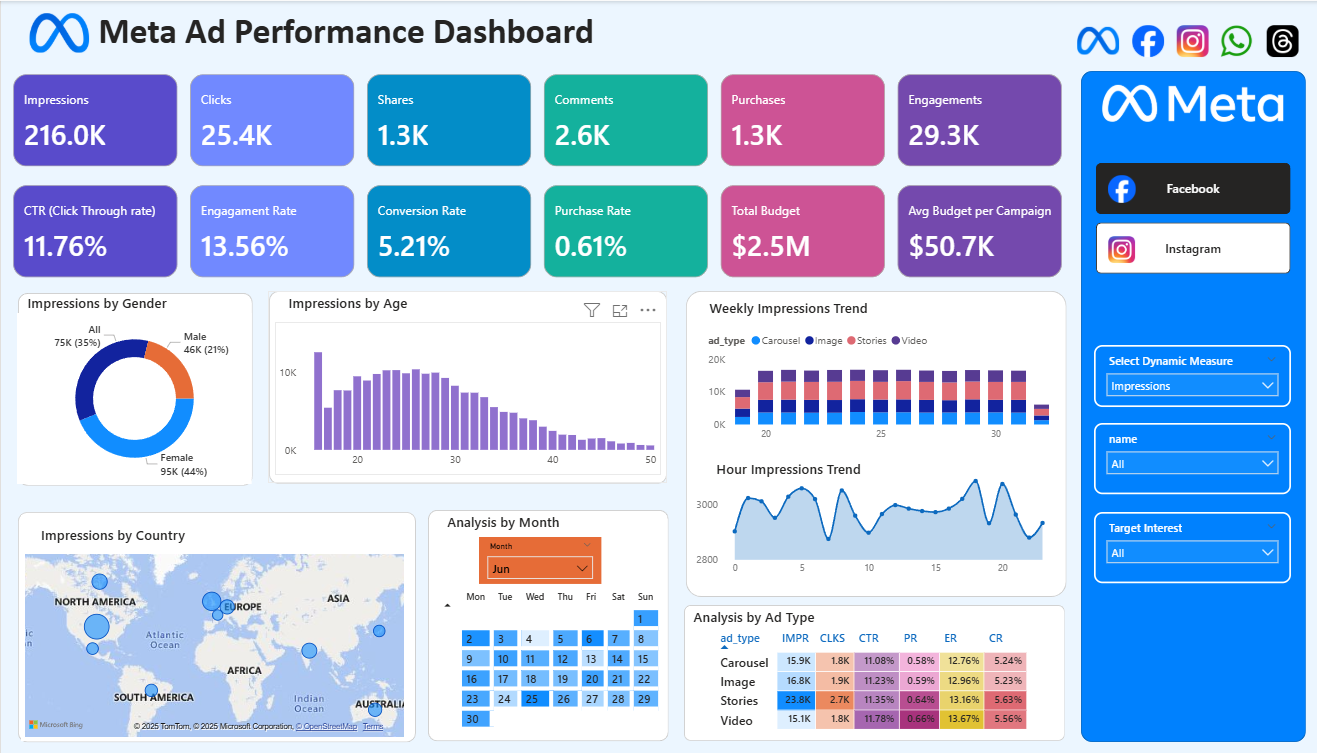 Meta Ad Performance Dashboard
Impressions
216.0K
Clicks
25.4K
Shares
1.3K
Comments
2.6K
Purchases
1.3K
Engagements
29.3K
CTR (Click Through rate)
11.76%
Engagament Rate
13.56%
Conversion Rate
5.21%
Purchase Rate
0.61%
Total Budget
$2.5M
Avg Budget per Campaign
$50.7K
Meta
Facebook
Instagram
Select Dynamic Measure
Impressions
name
All
Target Interest
All
Impressions by Gender
All
75K (35%)
Male
46K (21%)
Female
95K (44%)
Impressions by Age
10K
0K
20 30 40 50
Weekly Impressions Trend
ad_type Carousel Image Stories Video
20K
10K
0K
20 25 30
Hour Impressions Trend
3000
2800
0 5 10 15 20
Impressions by Country
NORTH AMERICA
EUROPE
ASIA
Atlantic
Ocean
AFRICA
SOUTH AMERICA
Indian
Ocean
AUSTRALIA
Microsoft Bing
© 2025 TomTom, © 2025 Microsoft Corporation, © OpenStreetMap Terms
Analysis by Month
Month
Jun
Mon Tue Wed Thu Fri Sat Sun
1
2 3 4 5 6 7 8
9 10 11 12 13 14 15
16 17 18 19 20 21 22
23 24 25 26 27 28 29
30
Analysis by Ad Type
ad_type IMPR CLKS CTR PR ER CR
Carousel 15.9K 1.8K 11.08% 0.58% 12.76% 5.24%
Image 16.8K 1.9K 11.23% 0.59% 12.96% 5.23%
Stories 23.8K 2.7K 11.35% 0.64% 13.16% 5.63%
Video 15.1K 1.8K 11.78% 0.66% 13.67% 5.56%